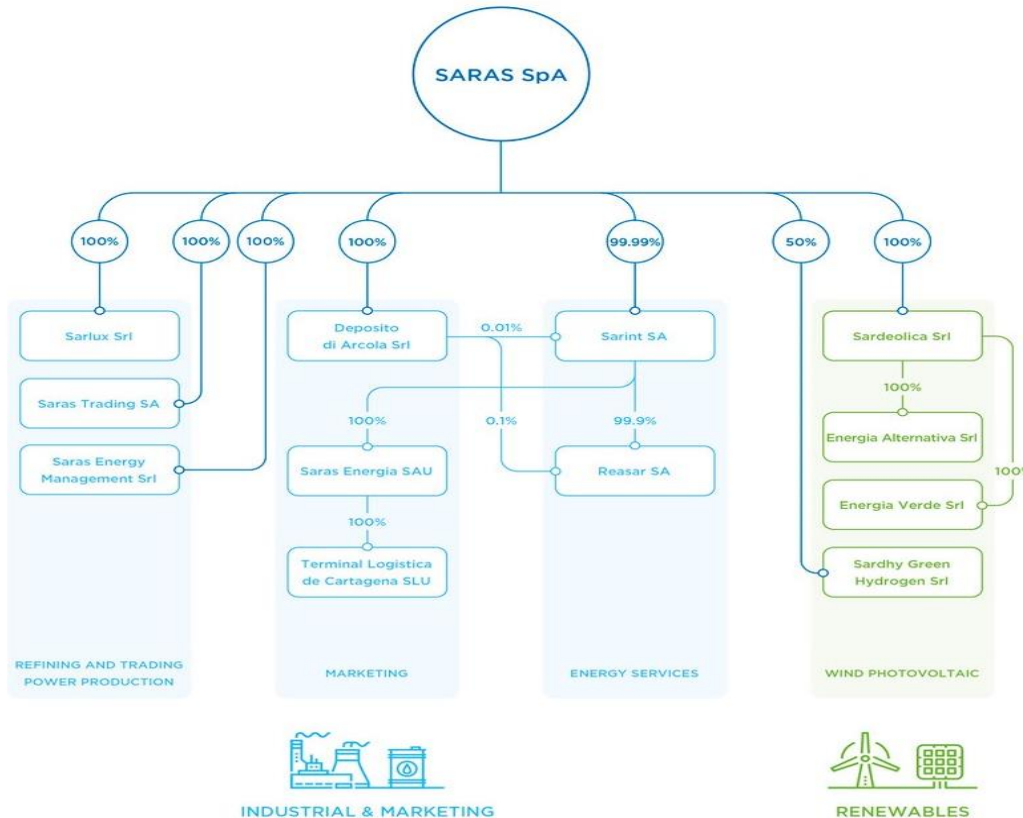 SARAS SpA
100%
100%
100%
100%
99.99%
50%
100%
Sarlux Srl
Saras Trading SA
Saras Energy
Management Srl
REFINING AND TRADING
POWER PRODUCTION
Deposito
di Arcola Srl
0.01%
0.1%
100%
Saras Energia SAU
100%
Terminal Logistica
de Cartagena SLU
MARKETING
Sarint SA
99.9%
Reasar SA
ENERGY SERVICES
Sardeolica Srl
100%
Energia Alternativa Srl
100%
Energia Verde Srl
Sardhy Green
Hydrogen Srl
WIND PHOTOVOLTAIC
INDUSTRIAL & MARKETING
RENEWABLES